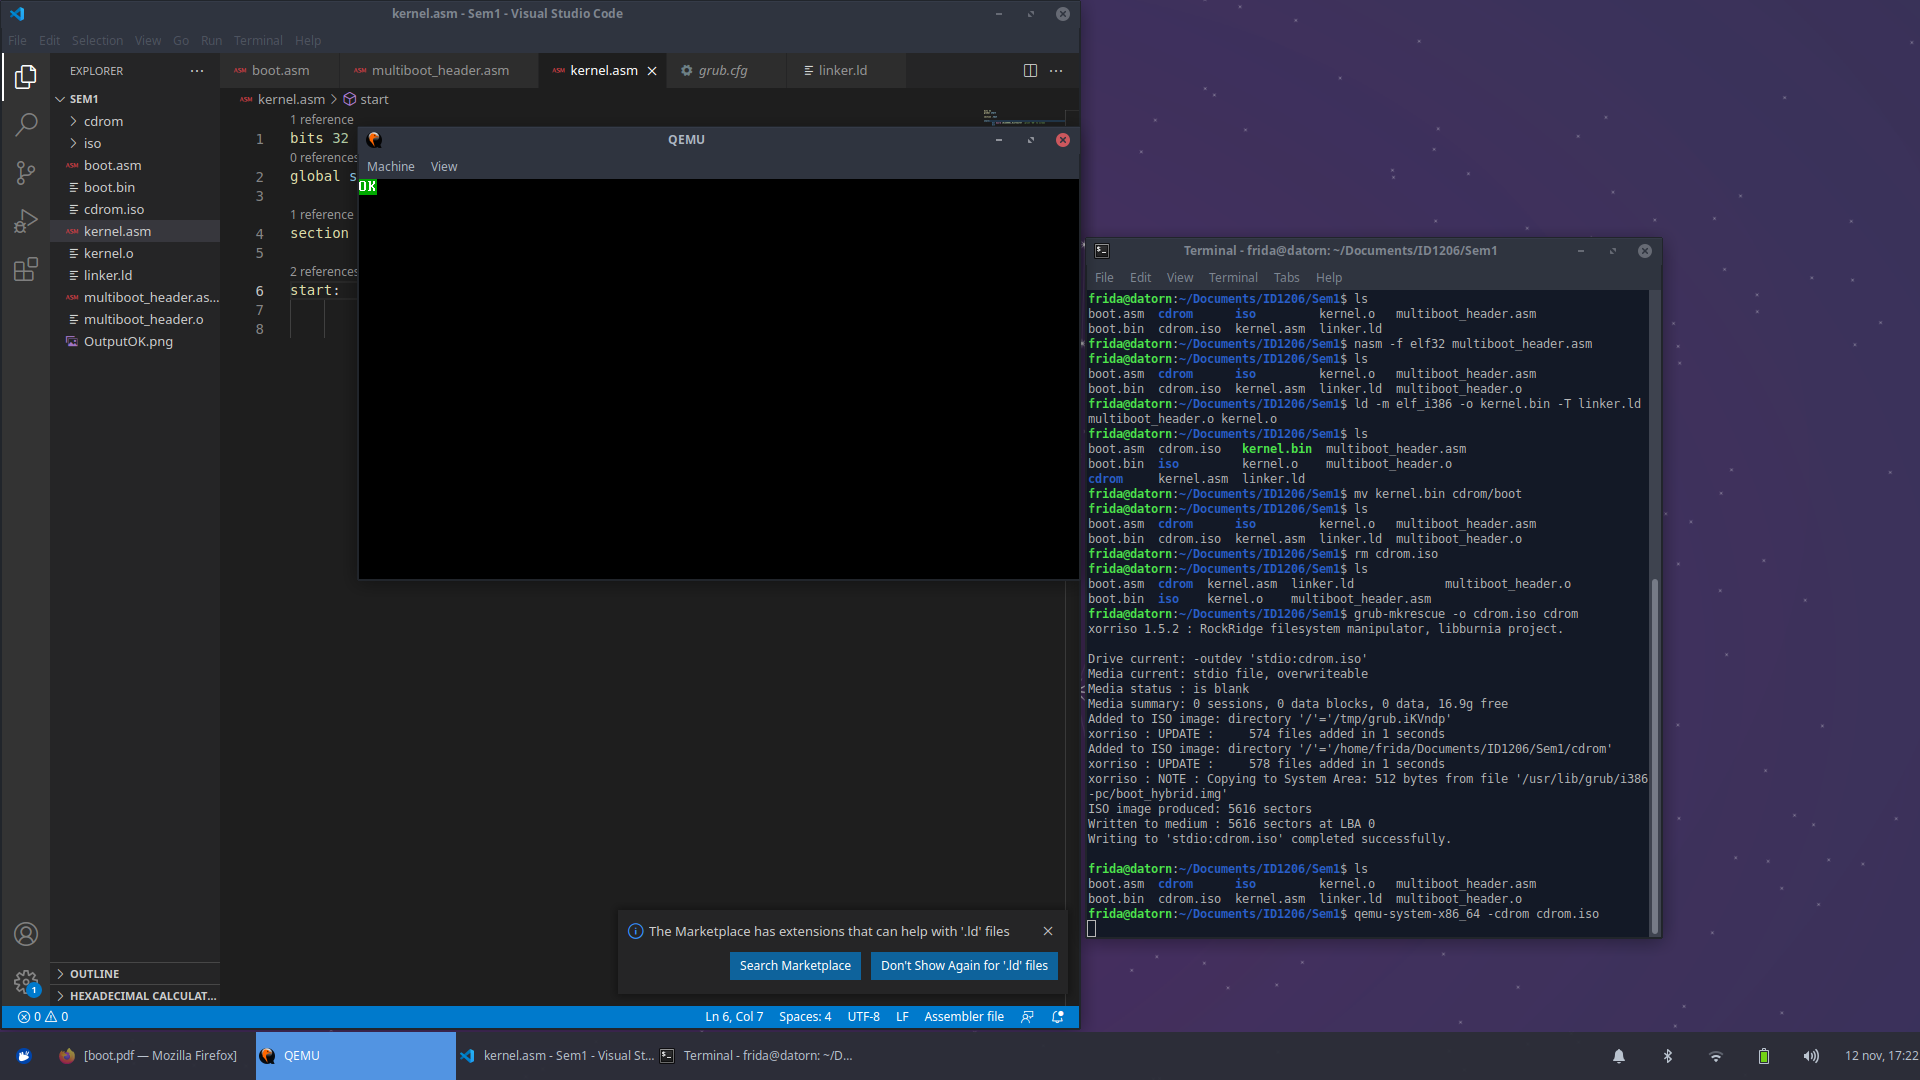 kernel.asm - Sem1 - Visual Studio Code
File Edit Selection View Go Run Terminal Help
EXPLORER
SEM1
cdrom
iso
boot.asm
boot.bin
cdrom.iso
kernel.asm
kernel.o
linker.ld
multiboot_header.as...
multiboot_header.o
OutputOK.png
OUTLINE
HEXADECIMAL CALCULAT...
boot.asm multiboot_header.asm kernel.asm grub.cfg linker.ld
kernel.asm > start
1 reference
1 bits 32
0 references
2 global s
3
1 reference
4 section
5
2 references
6 start:
7
8
QEMU
Machine View
OK
The Marketplace has extensions that can help with '.ld' files
Search Marketplace Don't Show Again for '.ld' files
0 0 Ln 6, Col 7 Spaces: 4 UTF-8 LF Assembler file
1
Terminal - frida@datorn: ~/Documents/ID1206/Sem1
File Edit View Terminal Tabs Help
frida@datorn:~/Documents/ID1206/Sem1$ ls
boot.asm cdrom iso kernel.o multiboot_header.asm
boot.bin cdrom.iso kernel.asm linker.ld
frida@datorn:~/Documents/ID1206/Sem1$ nasm -f elf32 multiboot_header.asm
frida@datorn:~/Documents/ID1206/Sem1$ ls
boot.asm cdrom iso kernel.o multiboot_header.asm
boot.bin cdrom.iso kernel.asm linker.ld multiboot_header.o
frida@datorn:~/Documents/ID1206/Sem1$ ld -m elf_i386 -o kernel.bin -T linker.ld
multiboot_header.o kernel.o
frida@datorn:~/Documents/ID1206/Sem1$ ls
boot.asm cdrom.iso kernel.bin multiboot_header.asm
boot.bin iso kernel.o multiboot_header.o
cdrom kernel.asm linker.ld
frida@datorn:~/Documents/ID1206/Sem1$ mv kernel.bin cdrom/boot
frida@datorn:~/Documents/ID1206/Sem1$ ls
boot.asm cdrom iso kernel.o multiboot_header.asm
boot.bin cdrom.iso kernel.asm linker.ld multiboot_header.o
frida@datorn:~/Documents/ID1206/Sem1$ rm cdrom.iso
frida@datorn:~/Documents/ID1206/Sem1$ ls
boot.asm cdrom kernel.asm linker.ld multiboot_header.o
boot.bin iso kernel.o multiboot_header.asm
frida@datorn:~/Documents/ID1206/Sem1$ grub-mkrescue -o cdrom.iso cdrom
xorriso 1.5.2 : RockRidge filesystem manipulator, libburnia project.
Drive current: -outdev 'stdio:cdrom.iso'
Media current: stdio file, overwriteable
Media status : is blank
Media summary: 0 sessions, 0 data blocks, 0 data, 16.9g free
Added to ISO image: directory '/'='/tmp/grub.iKVndp'
xorriso : UPDATE : 574 files added in 1 seconds
Added to ISO image: directory '/'='/home/frida/Documents/ID1206/Sem1/cdrom'
xorriso : UPDATE : 578 files added in 1 seconds
xorriso : NOTE : Copying to System Area: 512 bytes from file '/usr/lib/grub/i386
-pc/boot_hybrid.img'
ISO image produced: 5616 sectors
Written to medium : 5616 sectors at LBA 0
Writing to 'stdio:cdrom.iso' completed successfully.
frida@datorn:~/Documents/ID1206/Sem1$ ls
boot.asm cdrom iso kernel.o multiboot_header.asm
boot.bin cdrom.iso kernel.asm linker.ld multiboot_header.o
frida@datorn:~/Documents/ID1206/Sem1$ qemu-system-x86_64 -cdrom cdrom.iso
[boot.pdf — Mozilla Firefox] QEMU kernel.asm - Sem1 - Visual St... Terminal - frida@datorn: ~/D... 12 nov, 17:22